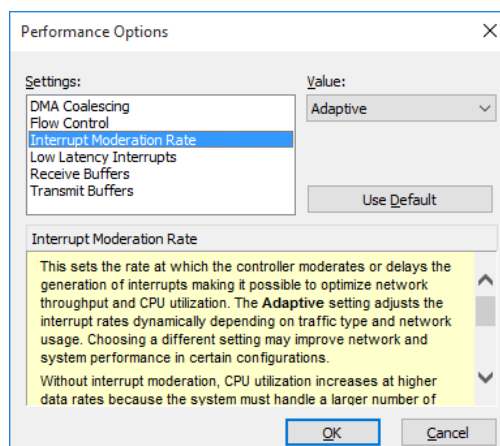 Performance Options
Settings:
DMA Coalescing
Flow Control
Interrupt Moderation Rate
Low Latency Interrupts
Receive Buffers
Transmit Buffers
Value:
Adaptive
Use Default
Interrupt Moderation Rate
This sets the rate at which the controller moderates or delays the
generation of interrupts making it possible to optimize network
throughput and CPU utilization. The Adaptive setting adjusts the
interrupt rates dynamically depending on traffic type and network
usage. Choosing a different setting may improve network and
system performance in certain configurations.
Without interrupt moderation, CPU utilization increases at higher
data rates because the system must handle a larger number of
OK
Cancel